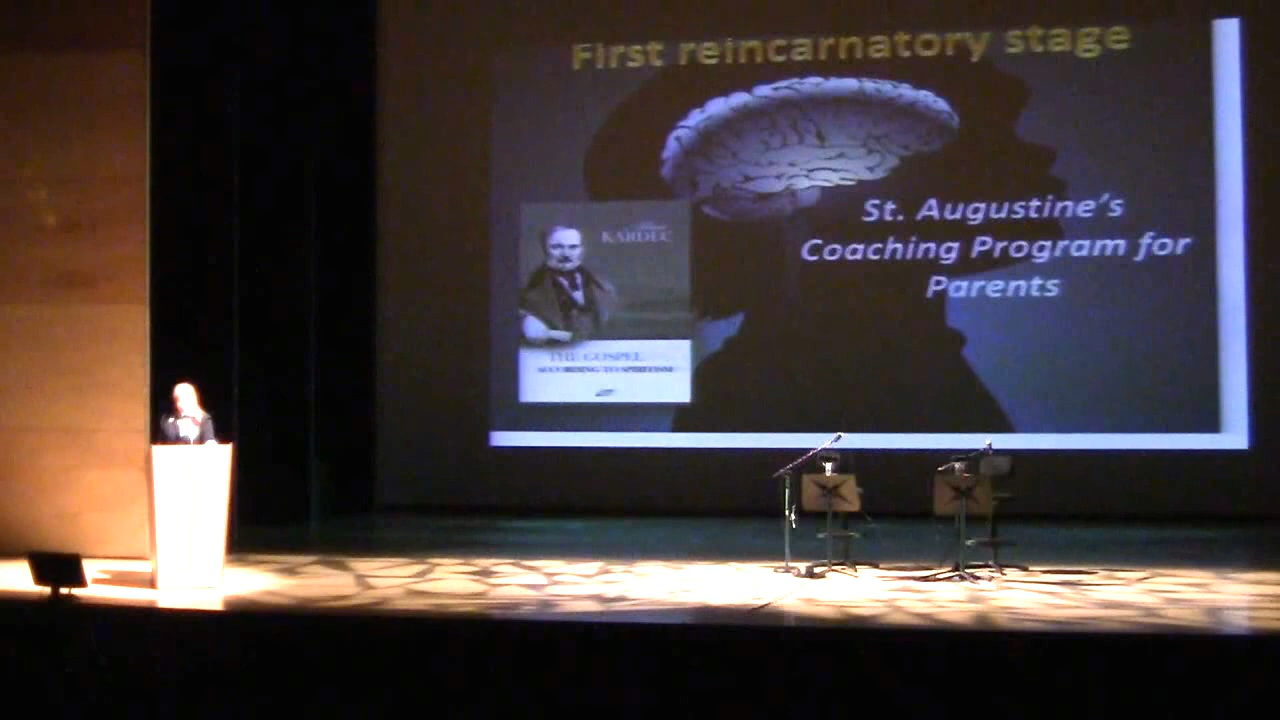 First reincarnatory stage
St. Augustine's
Coaching Program for
Parents
KARDEC
THE GOSPEL
ACCORDING TO SPIRITISM